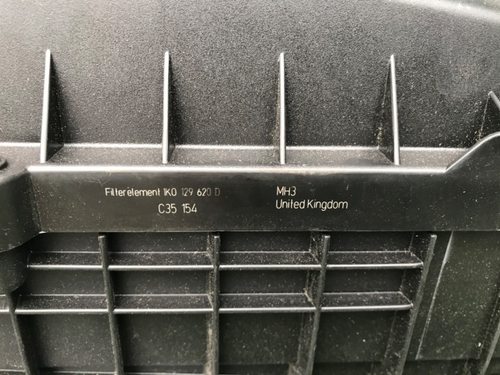 Filterelement 1K0 129 620 D
C35 154
MH3
United Kingdom